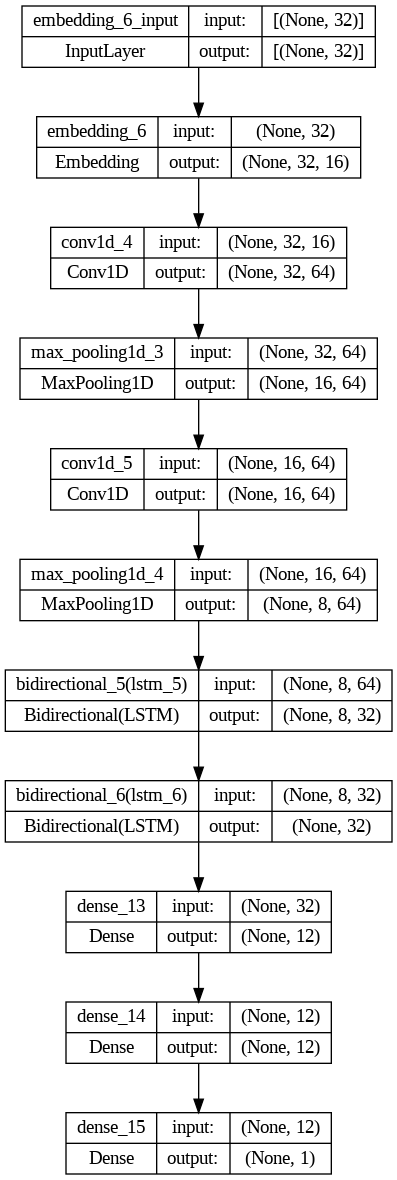 embedding_6_input input: [(None, 32)]
InputLayer output: [(None, 32)]
embedding_6 input: (None, 32)
Embedding output: (None, 32, 16)
conv1d_4 input: (None, 32, 16)
Conv1D output: (None, 32, 64)
max_pooling1d_3 input: (None, 32, 64)
MaxPooling1D output: (None, 16, 64)
conv1d_5 input: (None, 16, 64)
Conv1D output: (None, 16, 64)
max_pooling1d_4 input: (None, 16, 64)
MaxPooling1D output: (None, 8, 64)
bidirectional_5(lstm_5) input: (None, 8, 64)
Bidirectional(LSTM) output: (None, 8, 32)
bidirectional_6(lstm_6) input: (None, 8, 32)
Bidirectional(LSTM) output: (None, 32)
dense_13 input: (None, 32)
Dense output: (None, 12)
dense_14 input: (None, 12)
Dense output: (None, 12)
dense_15 input: (None, 12)
Dense output: (None, 1)